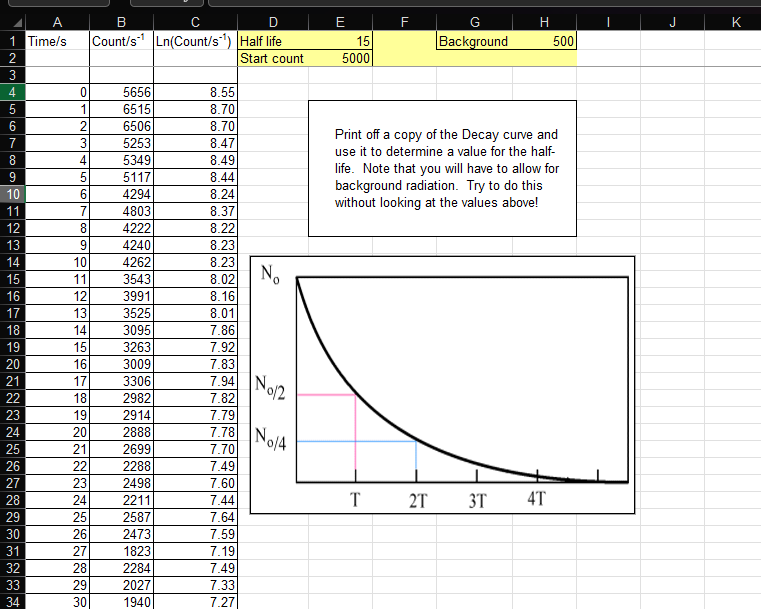 A B C D E F G H I J K
1 Time/s Count/s⁻¹ Ln(Count/s⁻¹) Half life 15 Background 500
2 Start count 5000
3
4 0 5656 8.55
5 1 6515 8.70
6 2 6506 8.70
7 3 5253 8.47
8 4 5349 8.49
9 5 5117 8.44
10 6 4294 8.24
11 7 4803 8.37
12 8 4222 8.22
13 9 4240 8.23
14 10 4262 8.23
15 11 3543 8.02
16 12 3991 8.16
17 13 3525 8.01
18 14 3095 7.86
19 15 3263 7.92
20 16 3009 7.83
21 17 3306 7.94
22 18 2982 7.82
23 19 2914 7.79
24 20 2888 7.78
25 21 2699 7.70
26 22 2288 7.49
27 23 2498 7.60
28 24 2211 7.44
29 25 2587 7.64
30 26 2473 7.59
31 27 1823 7.19
32 28 2284 7.49
33 29 2027 7.33
34 30 1940 7.27
Print off a copy of the Decay curve and
use it to determine a value for the half-
life. Note that you will have to allow for
background radiation. Try to do this
without looking at the values above!
N₀
N₀/2
N₀/4
T 2T 3T 4T